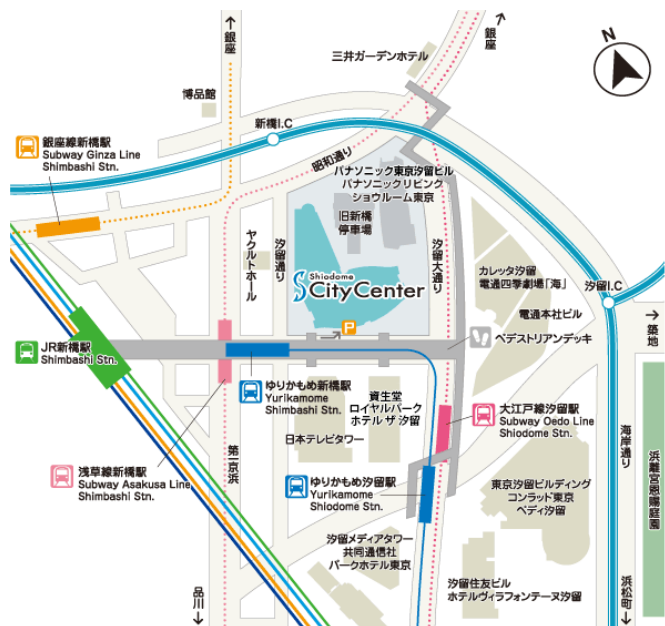 ↑銀座
銀座
N
三井ガーデンホテル
博品館
新橋I.C
銀座線新橋駅
Subway Ginza Line
Shimbashi Stn.
昭和通り
パナソニック東京汐留ビル
パナソニックリビング
ショウルーム東京
旧新橋
停車場
ヤクルトホール
汐留通り
汐留大通り
Shiodome
CityCenter
カレッタ汐留
電通四季劇場「海」
汐留I.C
電通本社ビル
P
ペデストリアンデッキ
築地
JR新橋駅
Shimbashi Stn.
ゆりかもめ新橋駅
Yurikamome
Shimbashi Stn.
資生堂
ロイヤルパーク
ホテル ザ 汐留
大江戸線汐留駅
Subway Oedo Line
Shiodome Stn.
日本テレビタワー
第一京浜
海岸通り
浜離宮恩賜庭園
浅草線新橋駅
Subway Asakusa Line
Shimbashi Stn.
ゆりかもめ汐留駅
Yurikamome
Shiodome Stn.
東京汐留ビルディング
コンラッド東京
ペディ汐留
汐留メディアタワー
共同通信社
パークホテル東京
汐留住友ビル
ホテルヴィラフォンテーヌ汐留
品川
浜松町